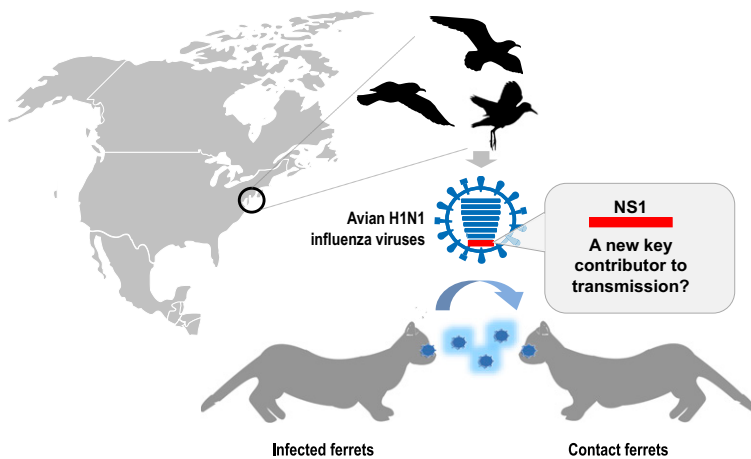 Avian H1N1
influenza viruses
NS1
A new key
contributor to
transmission?
Infected ferrets
Contact ferrets